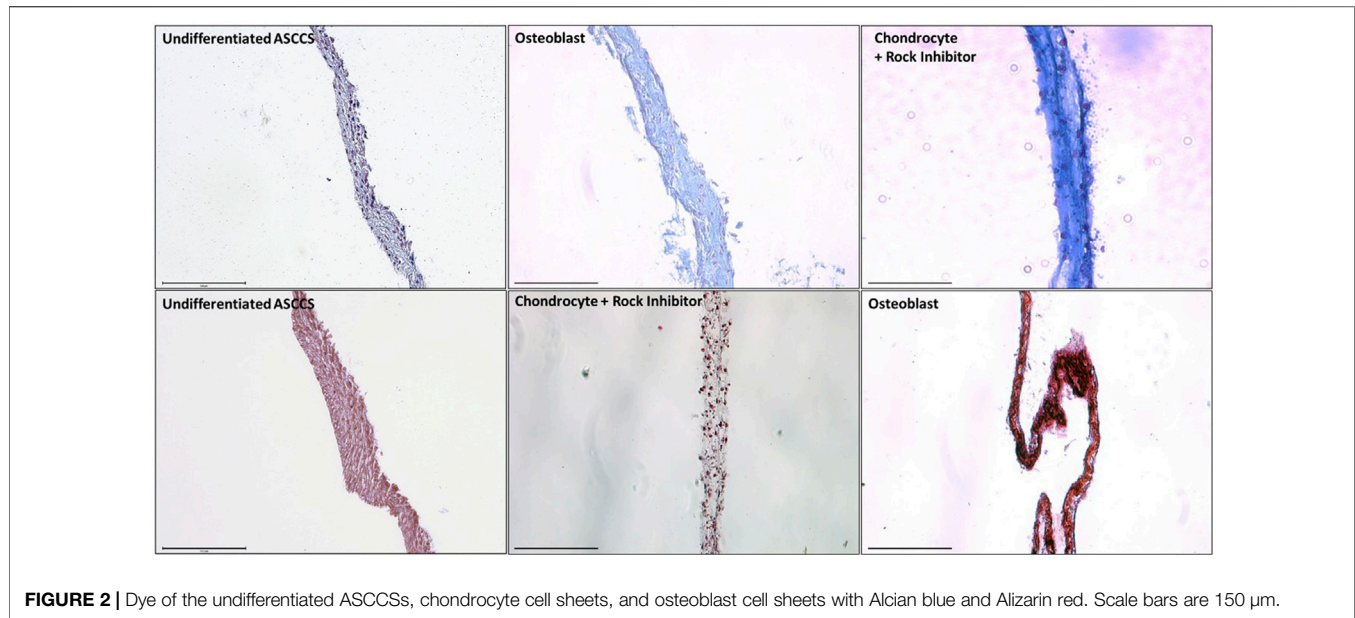 Undifferentiated ASCCS
Osteoblast
Chondrocyte
+ Rock Inhibitor
Undifferentiated ASCCS
Chondrocyte + Rock Inhibitor
Osteoblast
FIGURE 2 | Dye of the undifferentiated ASCCSs, chondrocyte cell sheets, and osteoblast cell sheets with Alcian blue and Alizarin red. Scale bars are 150 µm.